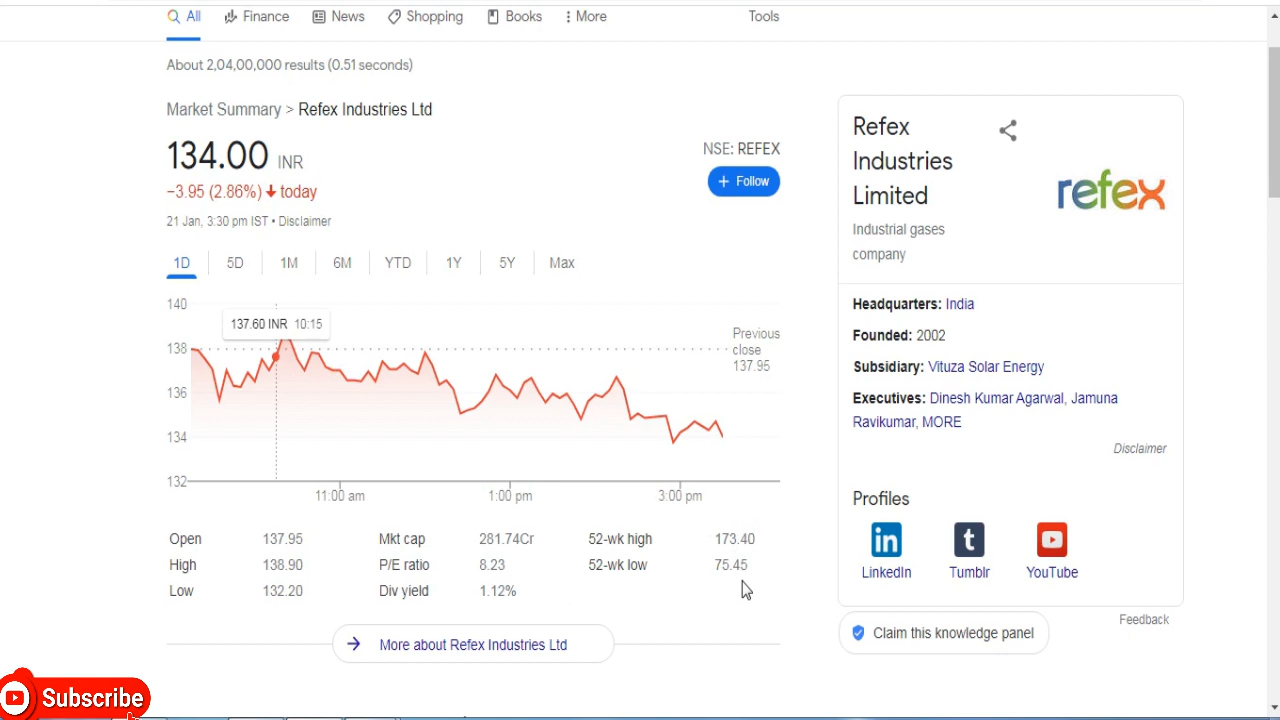 All Finance News Shopping Books More Tools
About 2,04,00,000 results (0.51 seconds)
Market Summary > Refex Industries Ltd
134.00 INR
−3.95 (2.86%) today
21 Jan, 3:30 pm IST • Disclaimer
NSE: REFEX
+ Follow
1D 5D 1M 6M YTD 1Y 5Y Max
140
138
136
134
132
137.60 INR 10:15
Previous
close
137.95
11:00 am 1:00 pm 3:00 pm
Open 137.95 Mkt cap 281.74Cr 52-wk high 173.40
High 138.90 P/E ratio 8.23 52-wk low 75.45
Low 132.20 Div yield 1.12%
More about Refex Industries Ltd
Refex
Industries
Limited
refex
Industrial gases
company
Headquarters: India
Founded: 2002
Subsidiary: Vituza Solar Energy
Executives: Dinesh Kumar Agarwal, Jamuna
Ravikumar, MORE
Disclaimer
Profiles
in t
LinkedIn Tumblr YouTube
Feedback
Claim this knowledge panel
Subscribe